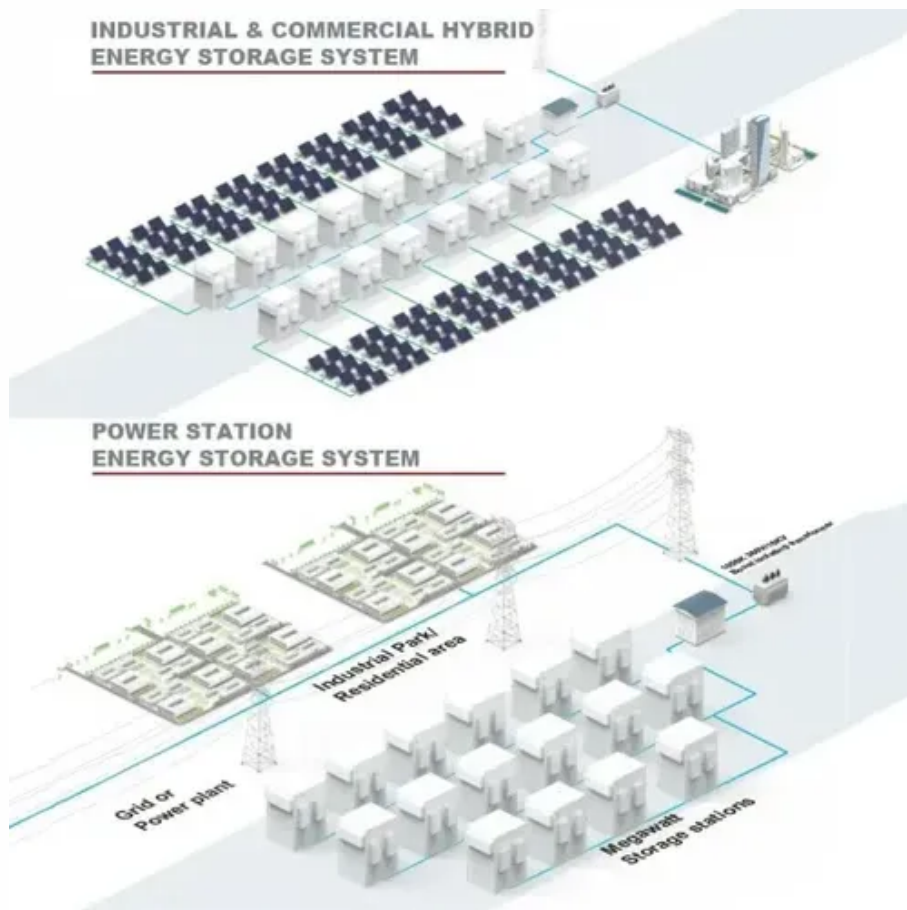 INDUSTRIAL & COMMERCIAL HYBRID
ENERGY STORAGE SYSTEM
POWER STATION
ENERGY STORAGE SYSTEM
Industrial Park/
Residential area
Grid or
Power plant
Megawatt
Storage stations